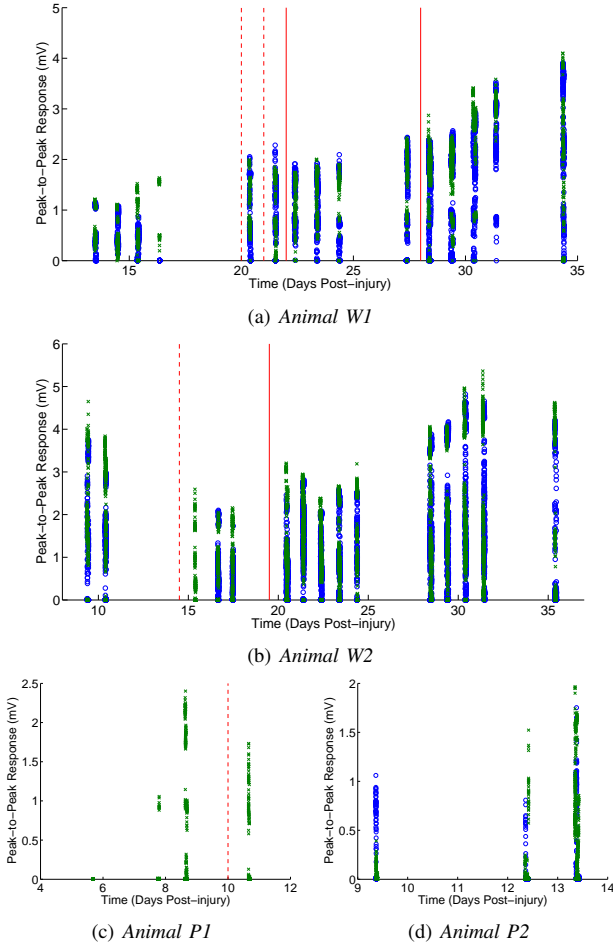 5
4
3
2
1
0
Peak−to−Peak Response (mV)
15 20 25 30 35
Time (Days Post−injury)
(a) Animal W1
6
5
4
3
2
1
0
Peak−to−Peak Response (mV)
10 15 20 25 30 35
Time (Days Post−injury)
(b) Animal W2
2.5
2
1.5
1
0.5
0
Peak−to−Peak Response (mV)
4 6 8 10 12
Time (Days Post−injury)
(c) Animal P1
2
1.5
1
0.5
0
Peak−to−Peak Response (mV)
9 10 11 12 13 14
Time (Days Post−injury)
(d) Animal P2